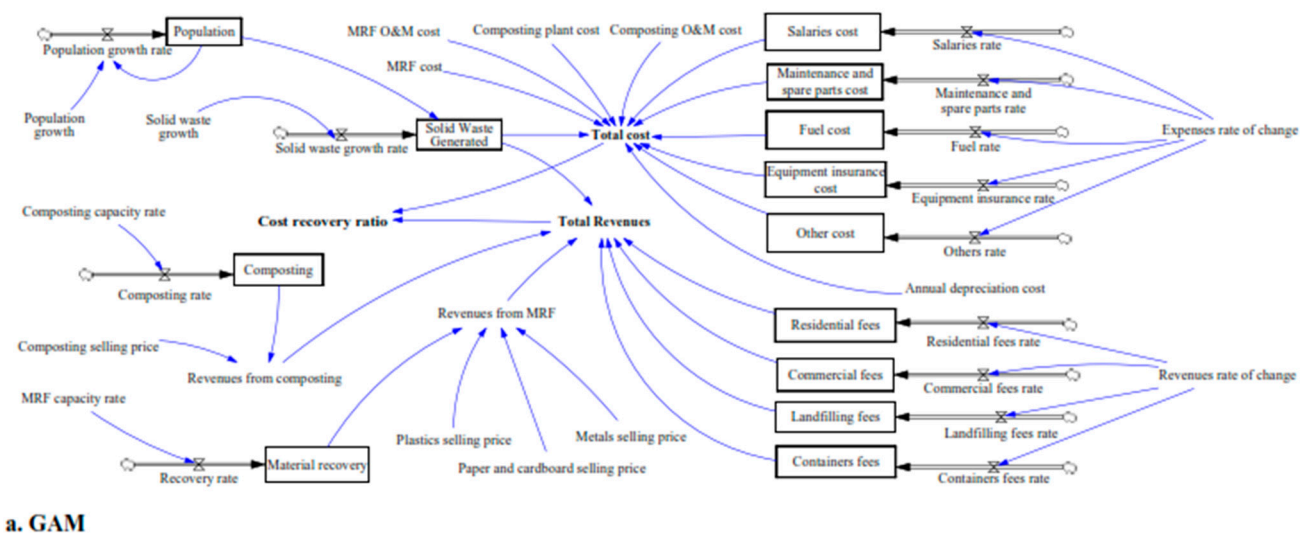 Population
Population growth rate
Population
growth
Solid waste
growth
MRF O&M cost
Composting plant cost
Composting O&M cost
MRF cost
Solid waste growth rate
Solid Waste
Generated
Total cost
Salaries cost
Salaries rate
Maintenance and
spare parts cost
Maintenance and
spare parts rate
Fuel cost
Fuel rate
Expenses rate of change
Equipment insurance
cost
Equipment insurance rate
Other cost
Others rate
Annual depreciation cost
Cost recovery ratio
Total Revenues
Composting capacity rate
Composting
Composting rate
Composting selling price
Revenues from composting
Revenues from MRF
MRF capacity rate
Material recovery
Recovery rate
Plastics selling price
Metals selling price
Paper and cardboard selling price
Residential fees
Residential fees rate
Commercial fees
Commercial fees rate
Revenues rate of change
Landfilling fees
Landfilling fees rate
Containers fees
Containers fees rate
a. GAM